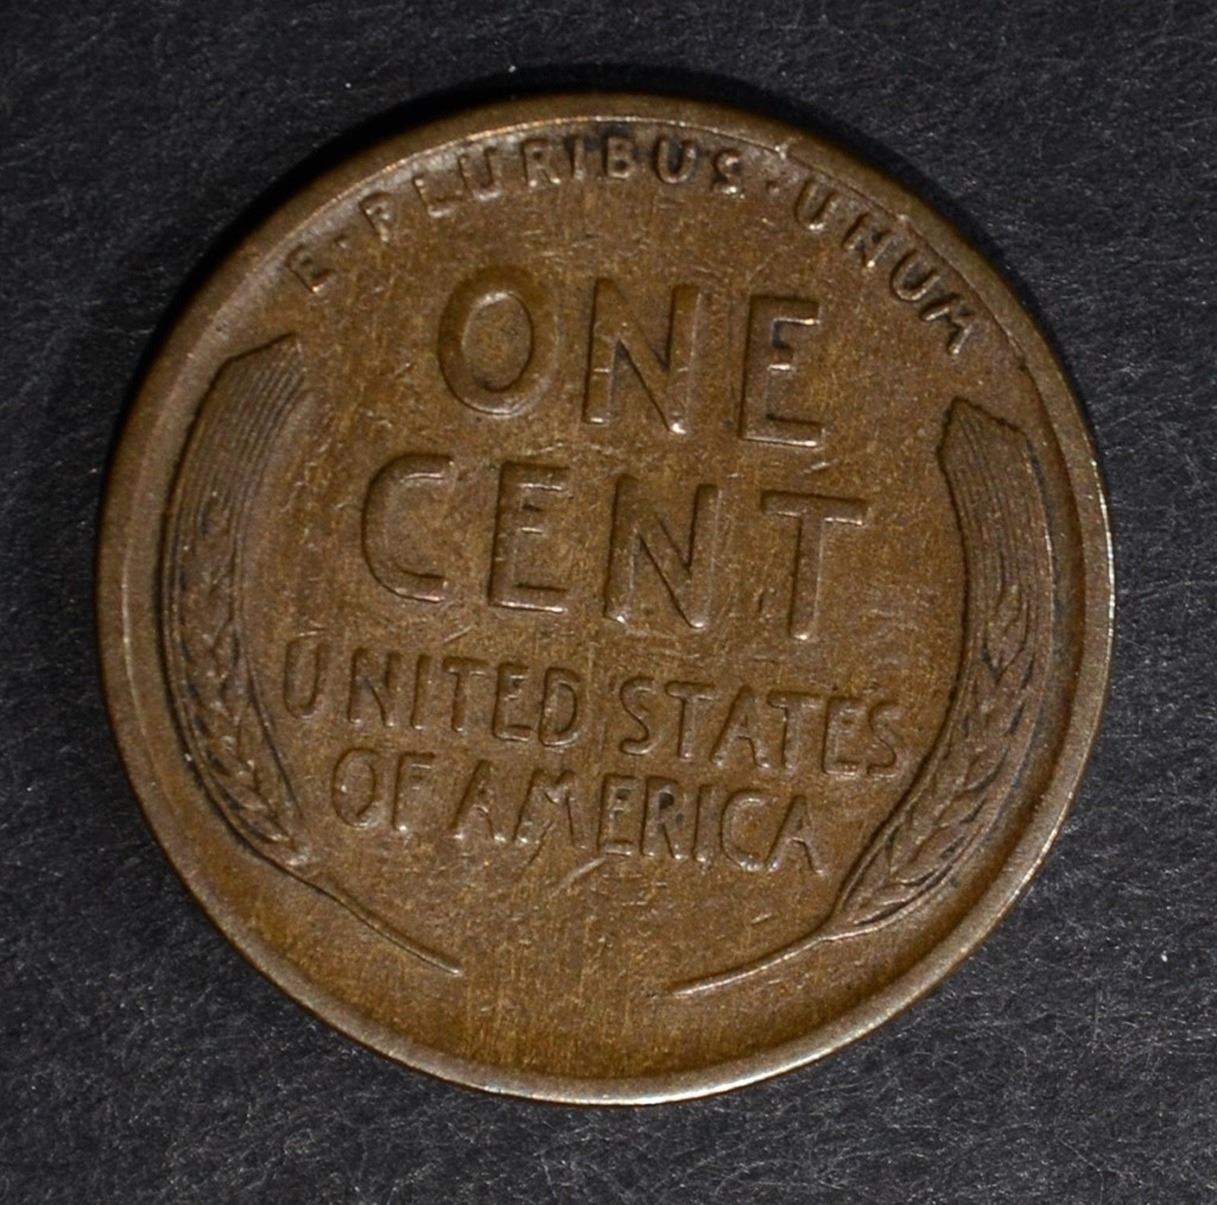 E·PLURIBUS·UNUM
ONE
CENT
UNITED STATES
OF AMERICA